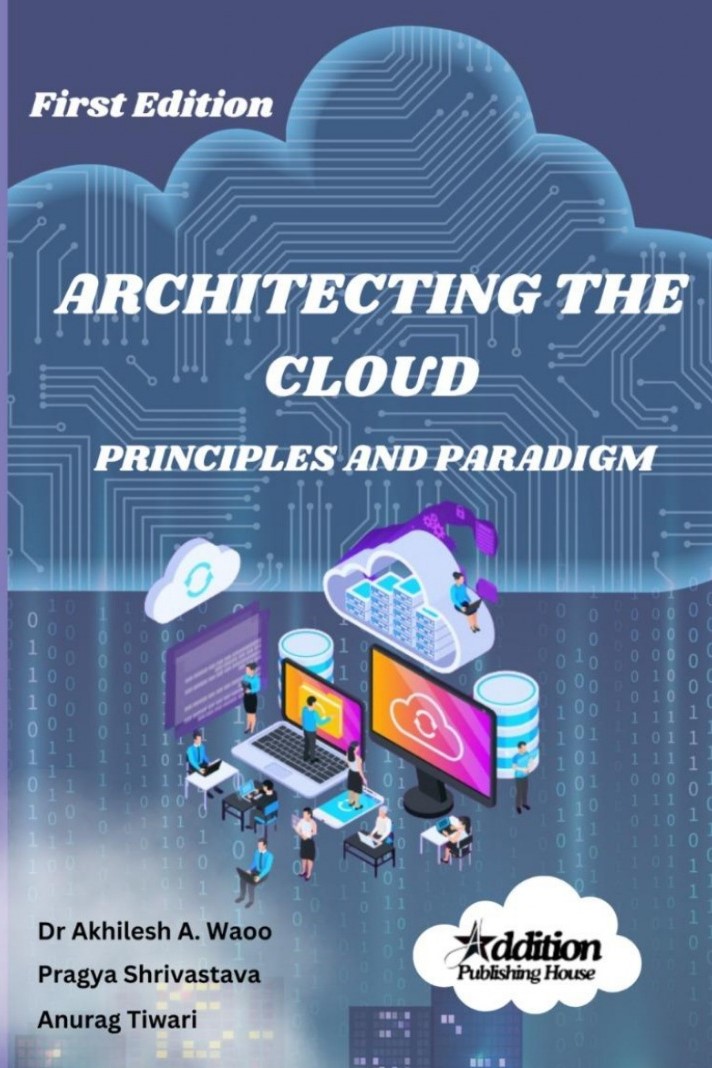 First Edition
ARCHITECTING THE
CLOUD
PRINCIPLES AND PARADIGM
Dr Akhilesh A. Waoo
Pragya Shrivastava
Anurag Tiwari
Addition
Publishing House